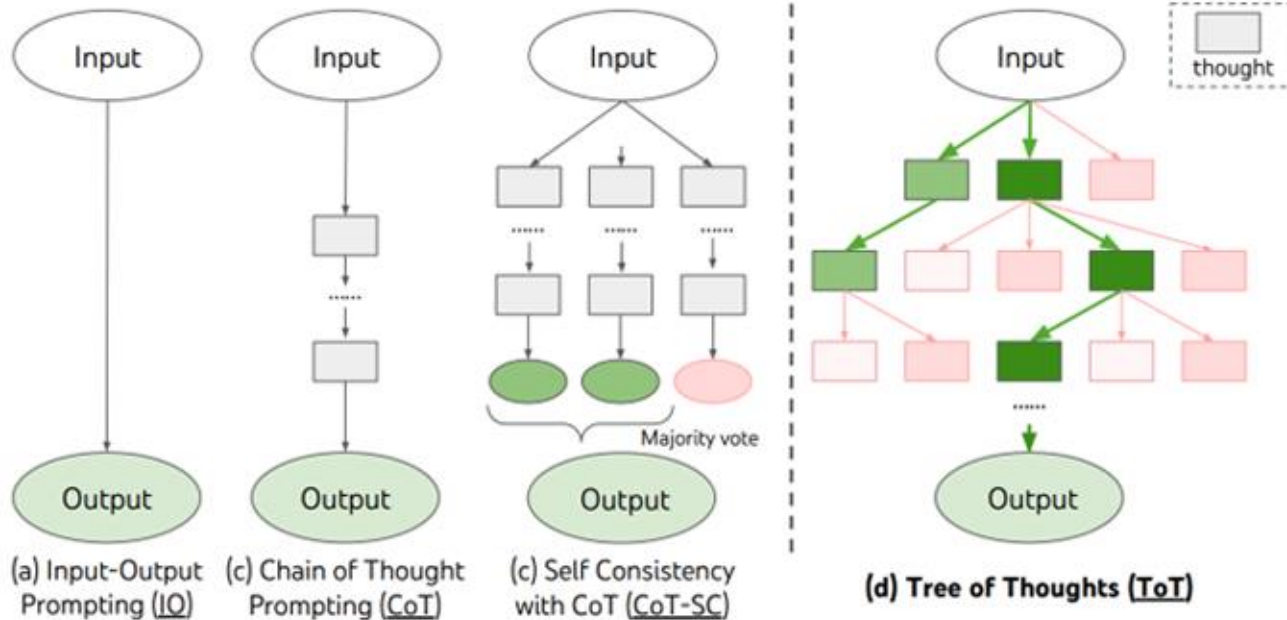 Input
Input
Input
Input
thought
......
......
......
......
Majority vote
......
Output
Output
Output
Output
(a) Input-Output
Prompting (IO)
(c) Chain of Thought
Prompting (CoT)
(c) Self Consistency
with CoT (CoT-SC)
(d) Tree of Thoughts (ToT)